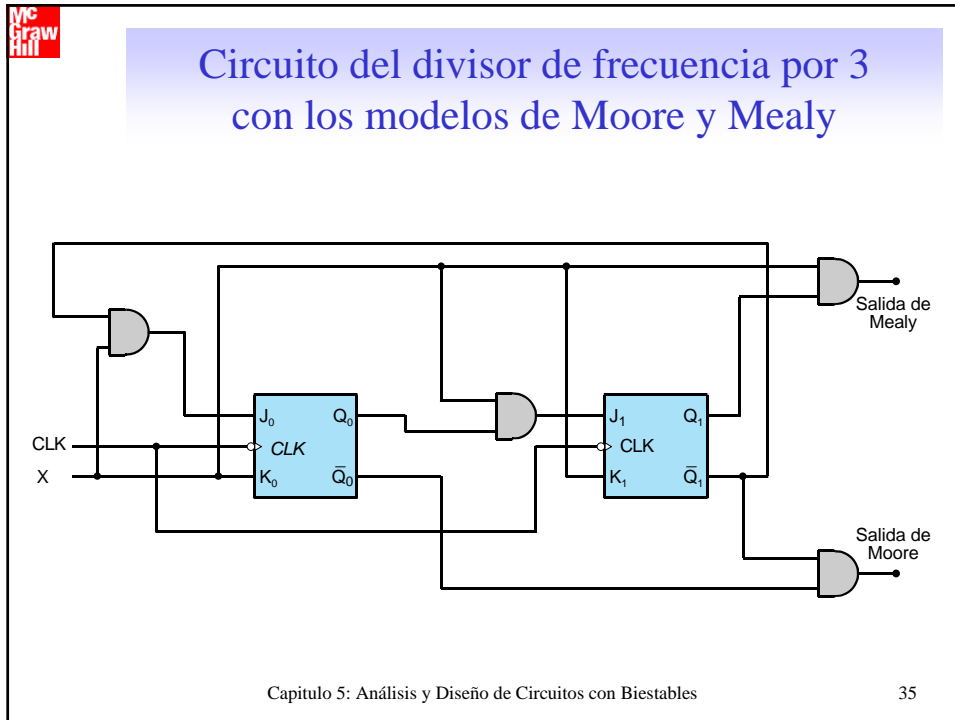 Mc
Graw
Hill
Circuito del divisor de frecuencia por 3
con los modelos de Moore y Mealy
Salida de
Mealy
J₀ Q₀
J₁ Q₁
CLK
CLK
CLK
X
K₀ Q̅₀
K₁ Q̅₁
Salida de
Moore
Capitulo 5: Análisis y Diseño de Circuitos con Biestables 35